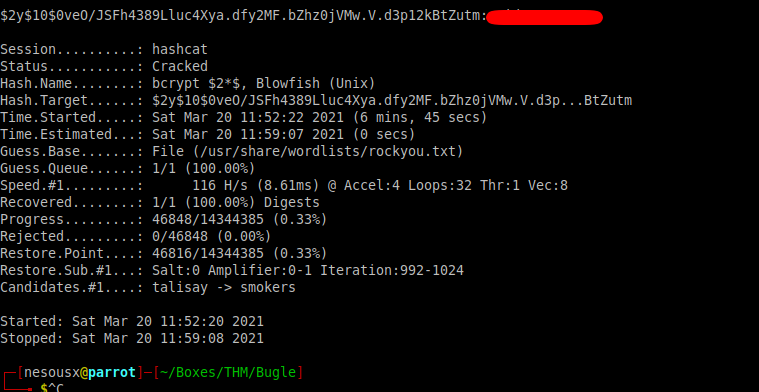 $2y$10$0veO/JSFh4389Lluc4Xya.dfy2MF.bZhz0jVMw.V.d3p12kBtZutm:
Session..........: hashcat
Status...........: Cracked
Hash.Name........: bcrypt $2*$, Blowfish (Unix)
Hash.Target......: $2y$10$0veO/JSFh4389Lluc4Xya.dfy2MF.bZhz0jVMw.V.d3p...BtZutm
Time.Started.....: Sat Mar 20 11:52:22 2021 (6 mins, 45 secs)
Time.Estimated...: Sat Mar 20 11:59:07 2021 (0 secs)
Guess.Base.......: File (/usr/share/wordlists/rockyou.txt)
Guess.Queue......: 1/1 (100.00%)
Speed.#1.........:      116 H/s (8.61ms) @ Accel:4 Loops:32 Thr:1 Vec:8
Recovered........: 1/1 (100.00%) Digests
Progress.........: 46848/14344385 (0.33%)
Rejected.........: 0/46848 (0.00%)
Restore.Point....: 46816/14344385 (0.33%)
Restore.Sub.#1...: Salt:0 Amplifier:0-1 Iteration:992-1024
Candidates.#1....: talisay -> smokers
Started: Sat Mar 20 11:52:20 2021
Stopped: Sat Mar 20 11:59:08 2021
┌─[nesousx@parrot]─[~/Boxes/THM/Bugle]
└──╼ $^C